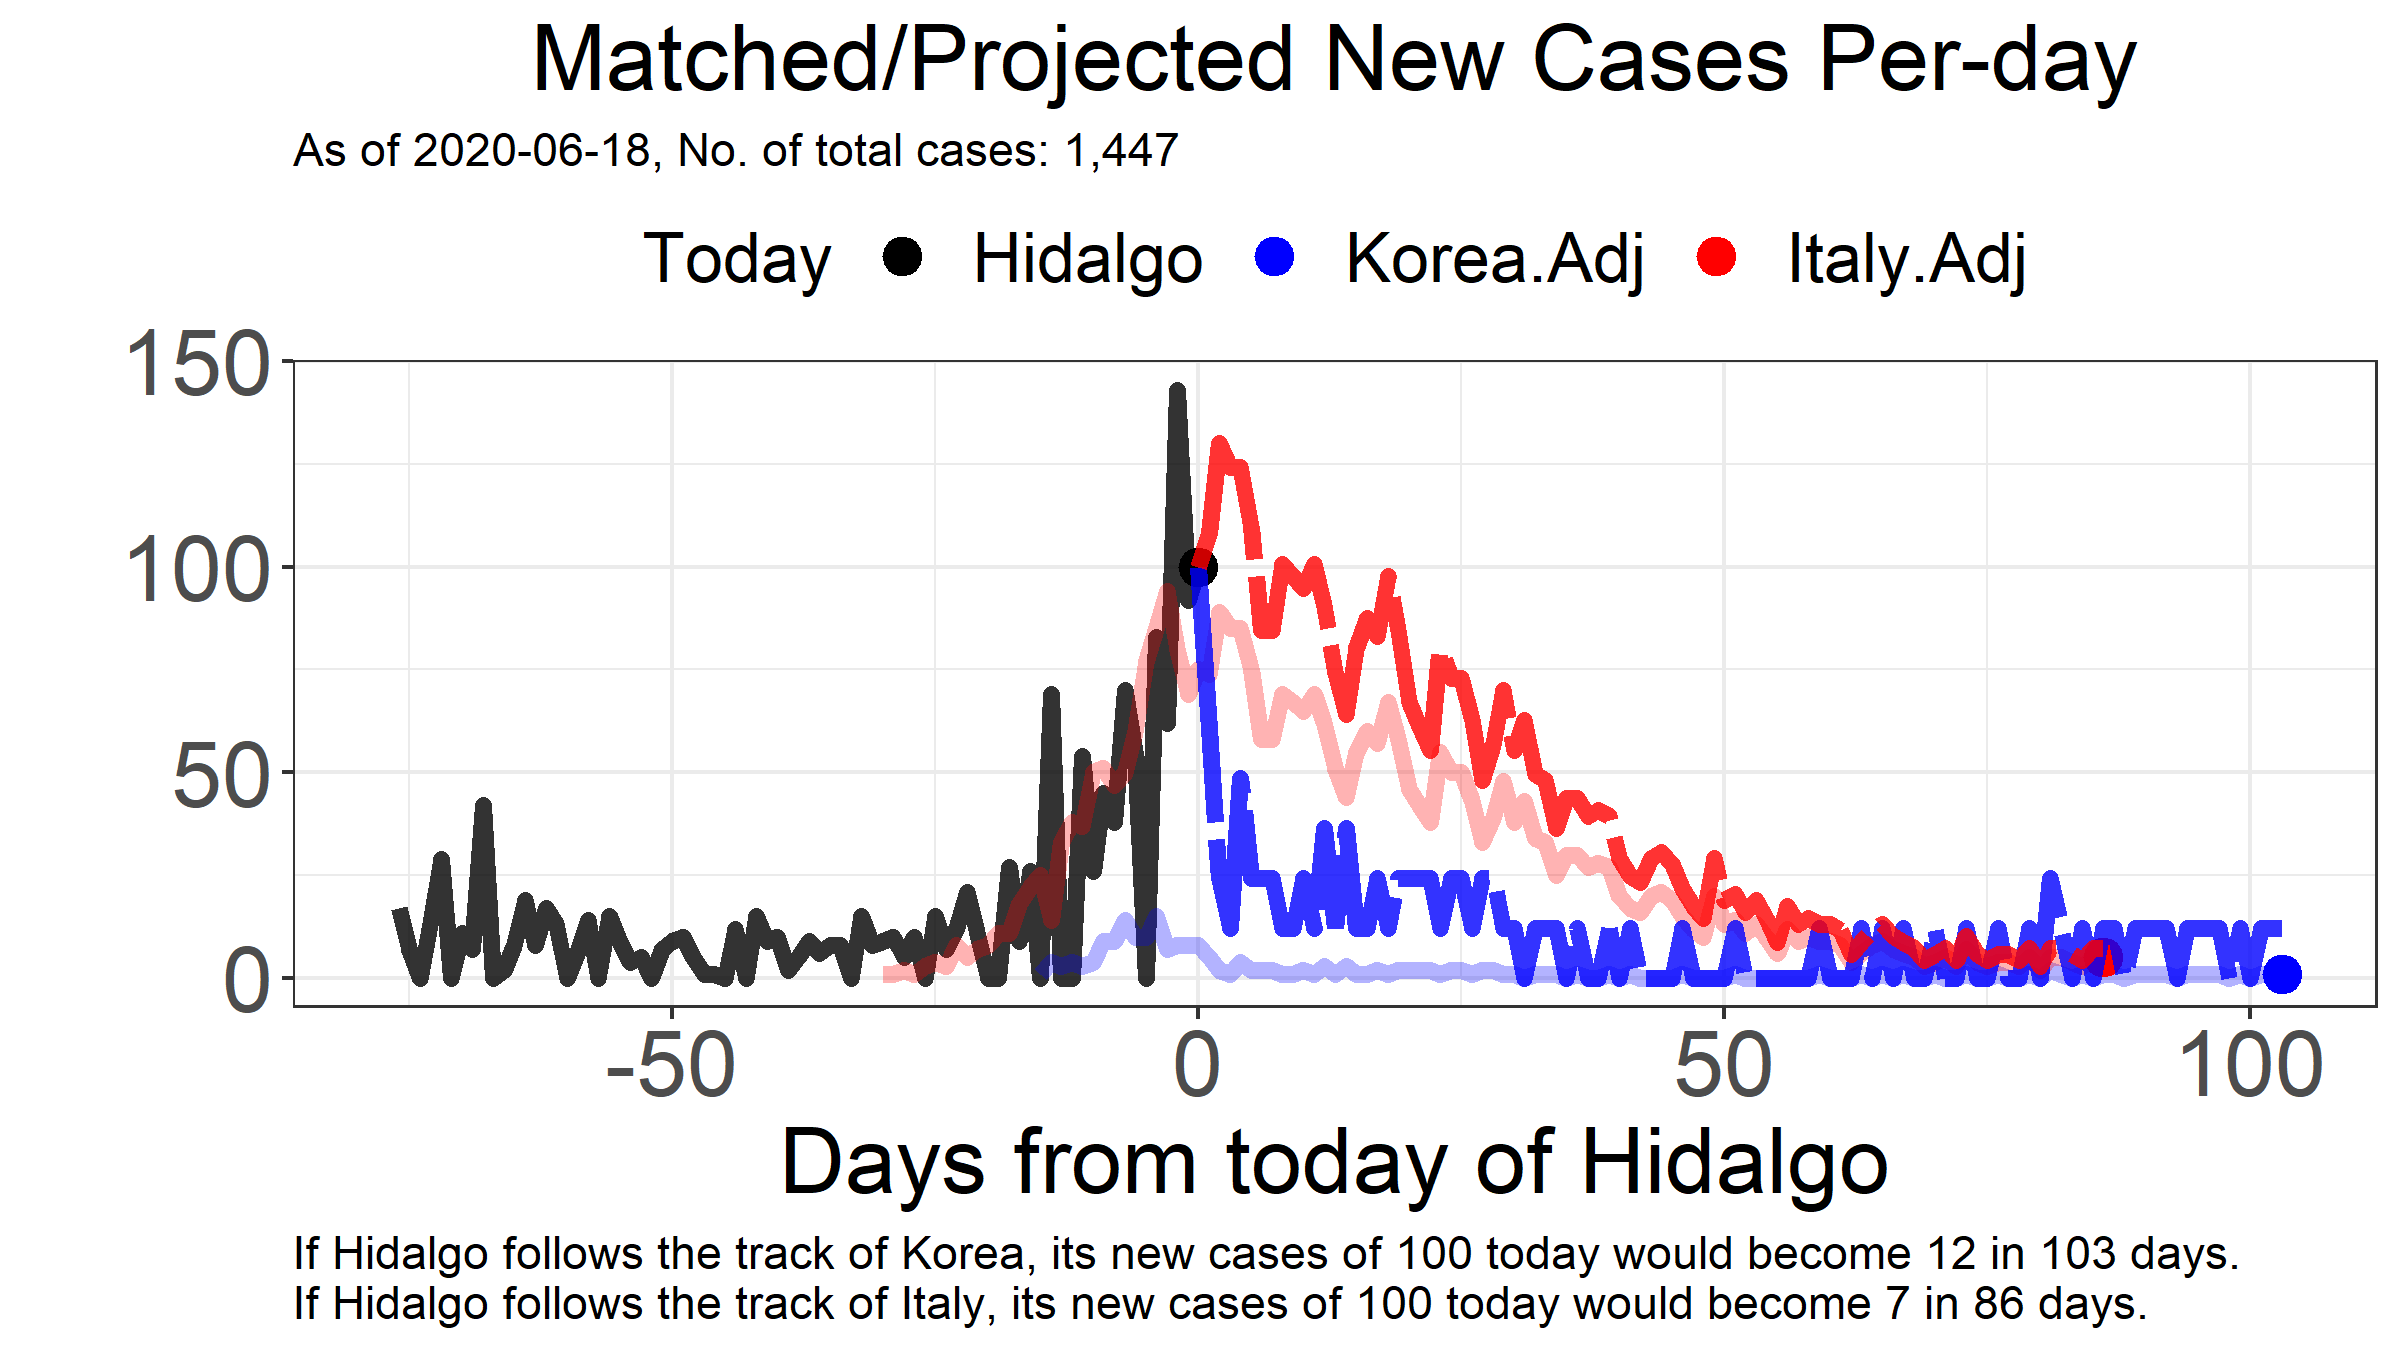 Matched/Projected New Cases Per-day
As of 2020-06-18, No. of total cases: 1,447
Today Hidalgo Korea.Adj Italy.Adj
150
100
50
0
-50 0 50 100
Days from today of Hidalgo
If Hidalgo follows the track of Korea, its new cases of 100 today would become 12 in 103 days.
If Hidalgo follows the track of Italy, its new cases of 100 today would become 7 in 86 days.